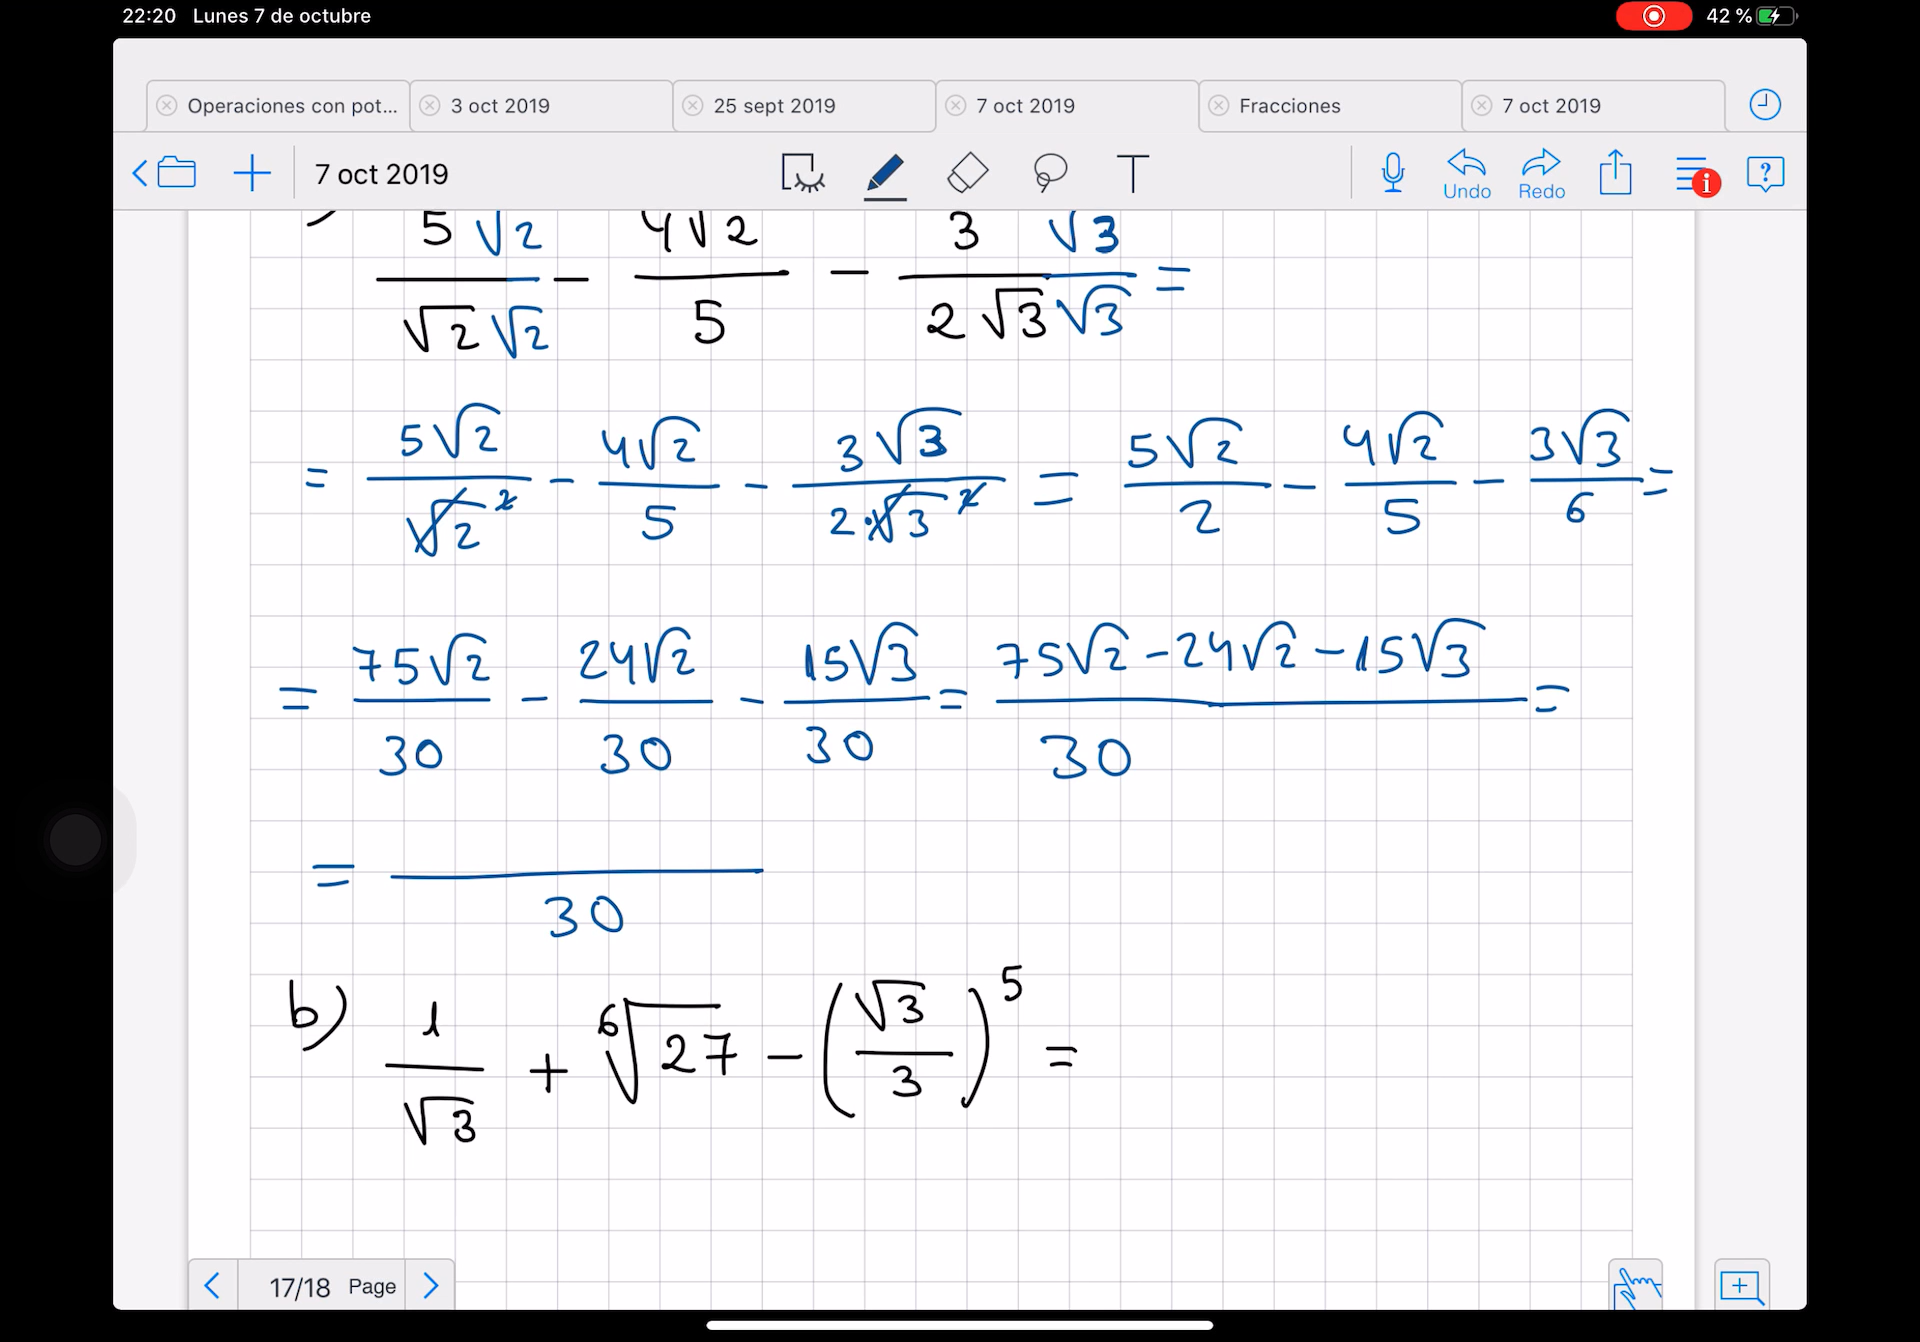 22:20 Lunes 7 de octubre 42 %
Operaciones con pot... 3 oct 2019 25 sept 2019 7 oct 2019 Fracciones 7 oct 2019
7 oct 2019 T Undo Redo i ?
5 √2 4√2 3 √3
— − — − — =
√2 √2 5 2 √3 √3
5√2 4√2 3 √3 5√2 4√2 3√3
= — − — − — = — − — − — =
√2² 5 2·√3² 2 5 6
75√2 24√2 15√3 75√2 − 24√2 − 15√3
= — − — − — = — =
30 30 30 30
= —
30
b) 1/√3 + ⁶√27 − (√3/3)⁵ =
17/18 Page